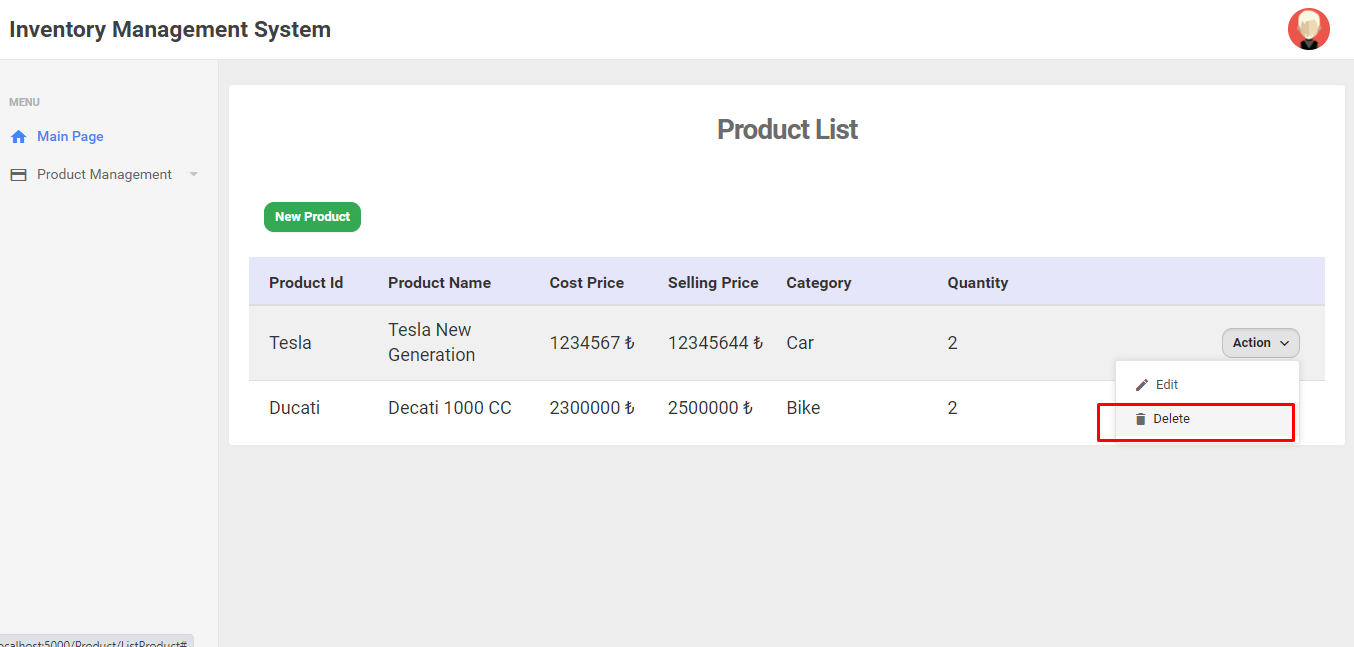 Inventory Management System
MENU
Main Page
Product Management
Product List
New Product
Product Id Product Name Cost Price Selling Price Category Quantity
Tesla Tesla New Generation 1234567 ₺ 12345644 ₺ Car 2 Action
Edit
Ducati Decati 1000 CC 2300000 ₺ 2500000 ₺ Bike 2
Delete
ocalhost:5000/Product/ListProduct#